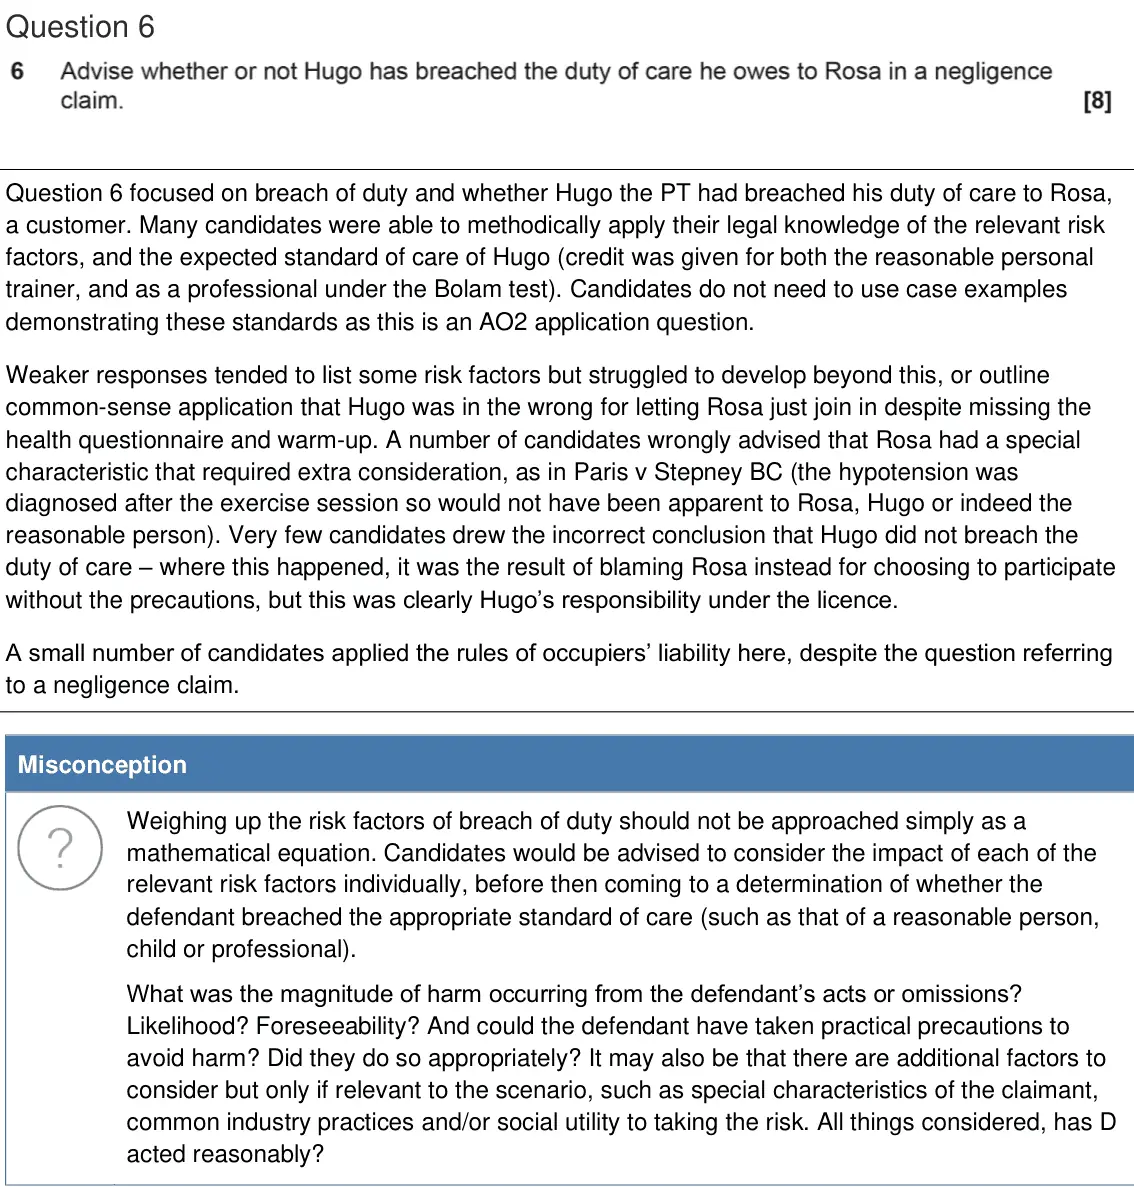 Question 6
6 Advise whether or not Hugo has breached the duty of care he owes to Rosa in a negligence
claim.
[8]
Question 6 focused on breach of duty and whether Hugo the PT had breached his duty of care to Rosa,
a customer. Many candidates were able to methodically apply their legal knowledge of the relevant risk
factors, and the expected standard of care of Hugo (credit was given for both the reasonable personal
trainer, and as a professional under the Bolam test). Candidates do not need to use case examples
demonstrating these standards as this is an AO2 application question.
Weaker responses tended to list some risk factors but struggled to develop beyond this, or outline
common-sense application that Hugo was in the wrong for letting Rosa just join in despite missing the
health questionnaire and warm-up. A number of candidates wrongly advised that Rosa had a special
characteristic that required extra consideration, as in Paris v Stepney BC (the hypotension was
diagnosed after the exercise session so would not have been apparent to Rosa, Hugo or indeed the
reasonable person). Very few candidates drew the incorrect conclusion that Hugo did not breach the
duty of care – where this happened, it was the result of blaming Rosa instead for choosing to participate
without the precautions, but this was clearly Hugo’s responsibility under the licence.
A small number of candidates applied the rules of occupiers’ liability here, despite the question referring
to a negligence claim.
Misconception
?
Weighing up the risk factors of breach of duty should not be approached simply as a
mathematical equation. Candidates would be advised to consider the impact of each of the
relevant risk factors individually, before then coming to a determination of whether the
defendant breached the appropriate standard of care (such as that of a reasonable person,
child or professional).
What was the magnitude of harm occurring from the defendant’s acts or omissions?
Likelihood? Foreseeability? And could the defendant have taken practical precautions to
avoid harm? Did they do so appropriately? It may also be that there are additional factors to
consider but only if relevant to the scenario, such as special characteristics of the claimant,
common industry practices and/or social utility to taking the risk. All things considered, has D
acted reasonably?